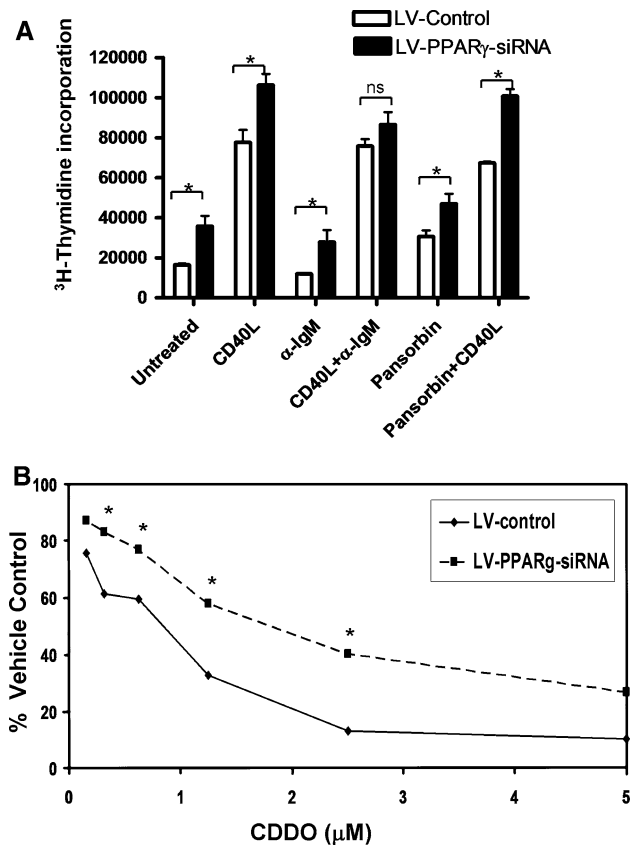 A
LV-Control
LV-PPARγ-siRNA
³H-Thymidine incorporation
120000
100000
80000
60000
40000
20000
0
* * * ns * *
Untreated
CD40L
α-IgM
CD40L+α-IgM
Pansorbin
Pansorbin+CD40L
B
% Vehicle Control
100
80
60
40
20
0
* * * *
LV-control
LV-PPARg-siRNA
0 1 2 3 4 5
CDDO (μM)